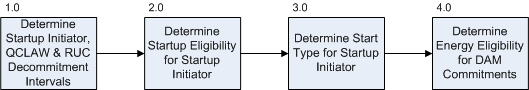 1.0
Determine
Startup Initiator,
QCLAW & RUC
Decommitment
Intervals
2.0
Determine
Startup Eligibility
for Startup
Initiator
3.0
Determine Start
Type for Startup
Initiator
4.0
Determine
Energy Eligibility
for DAM
Commitments